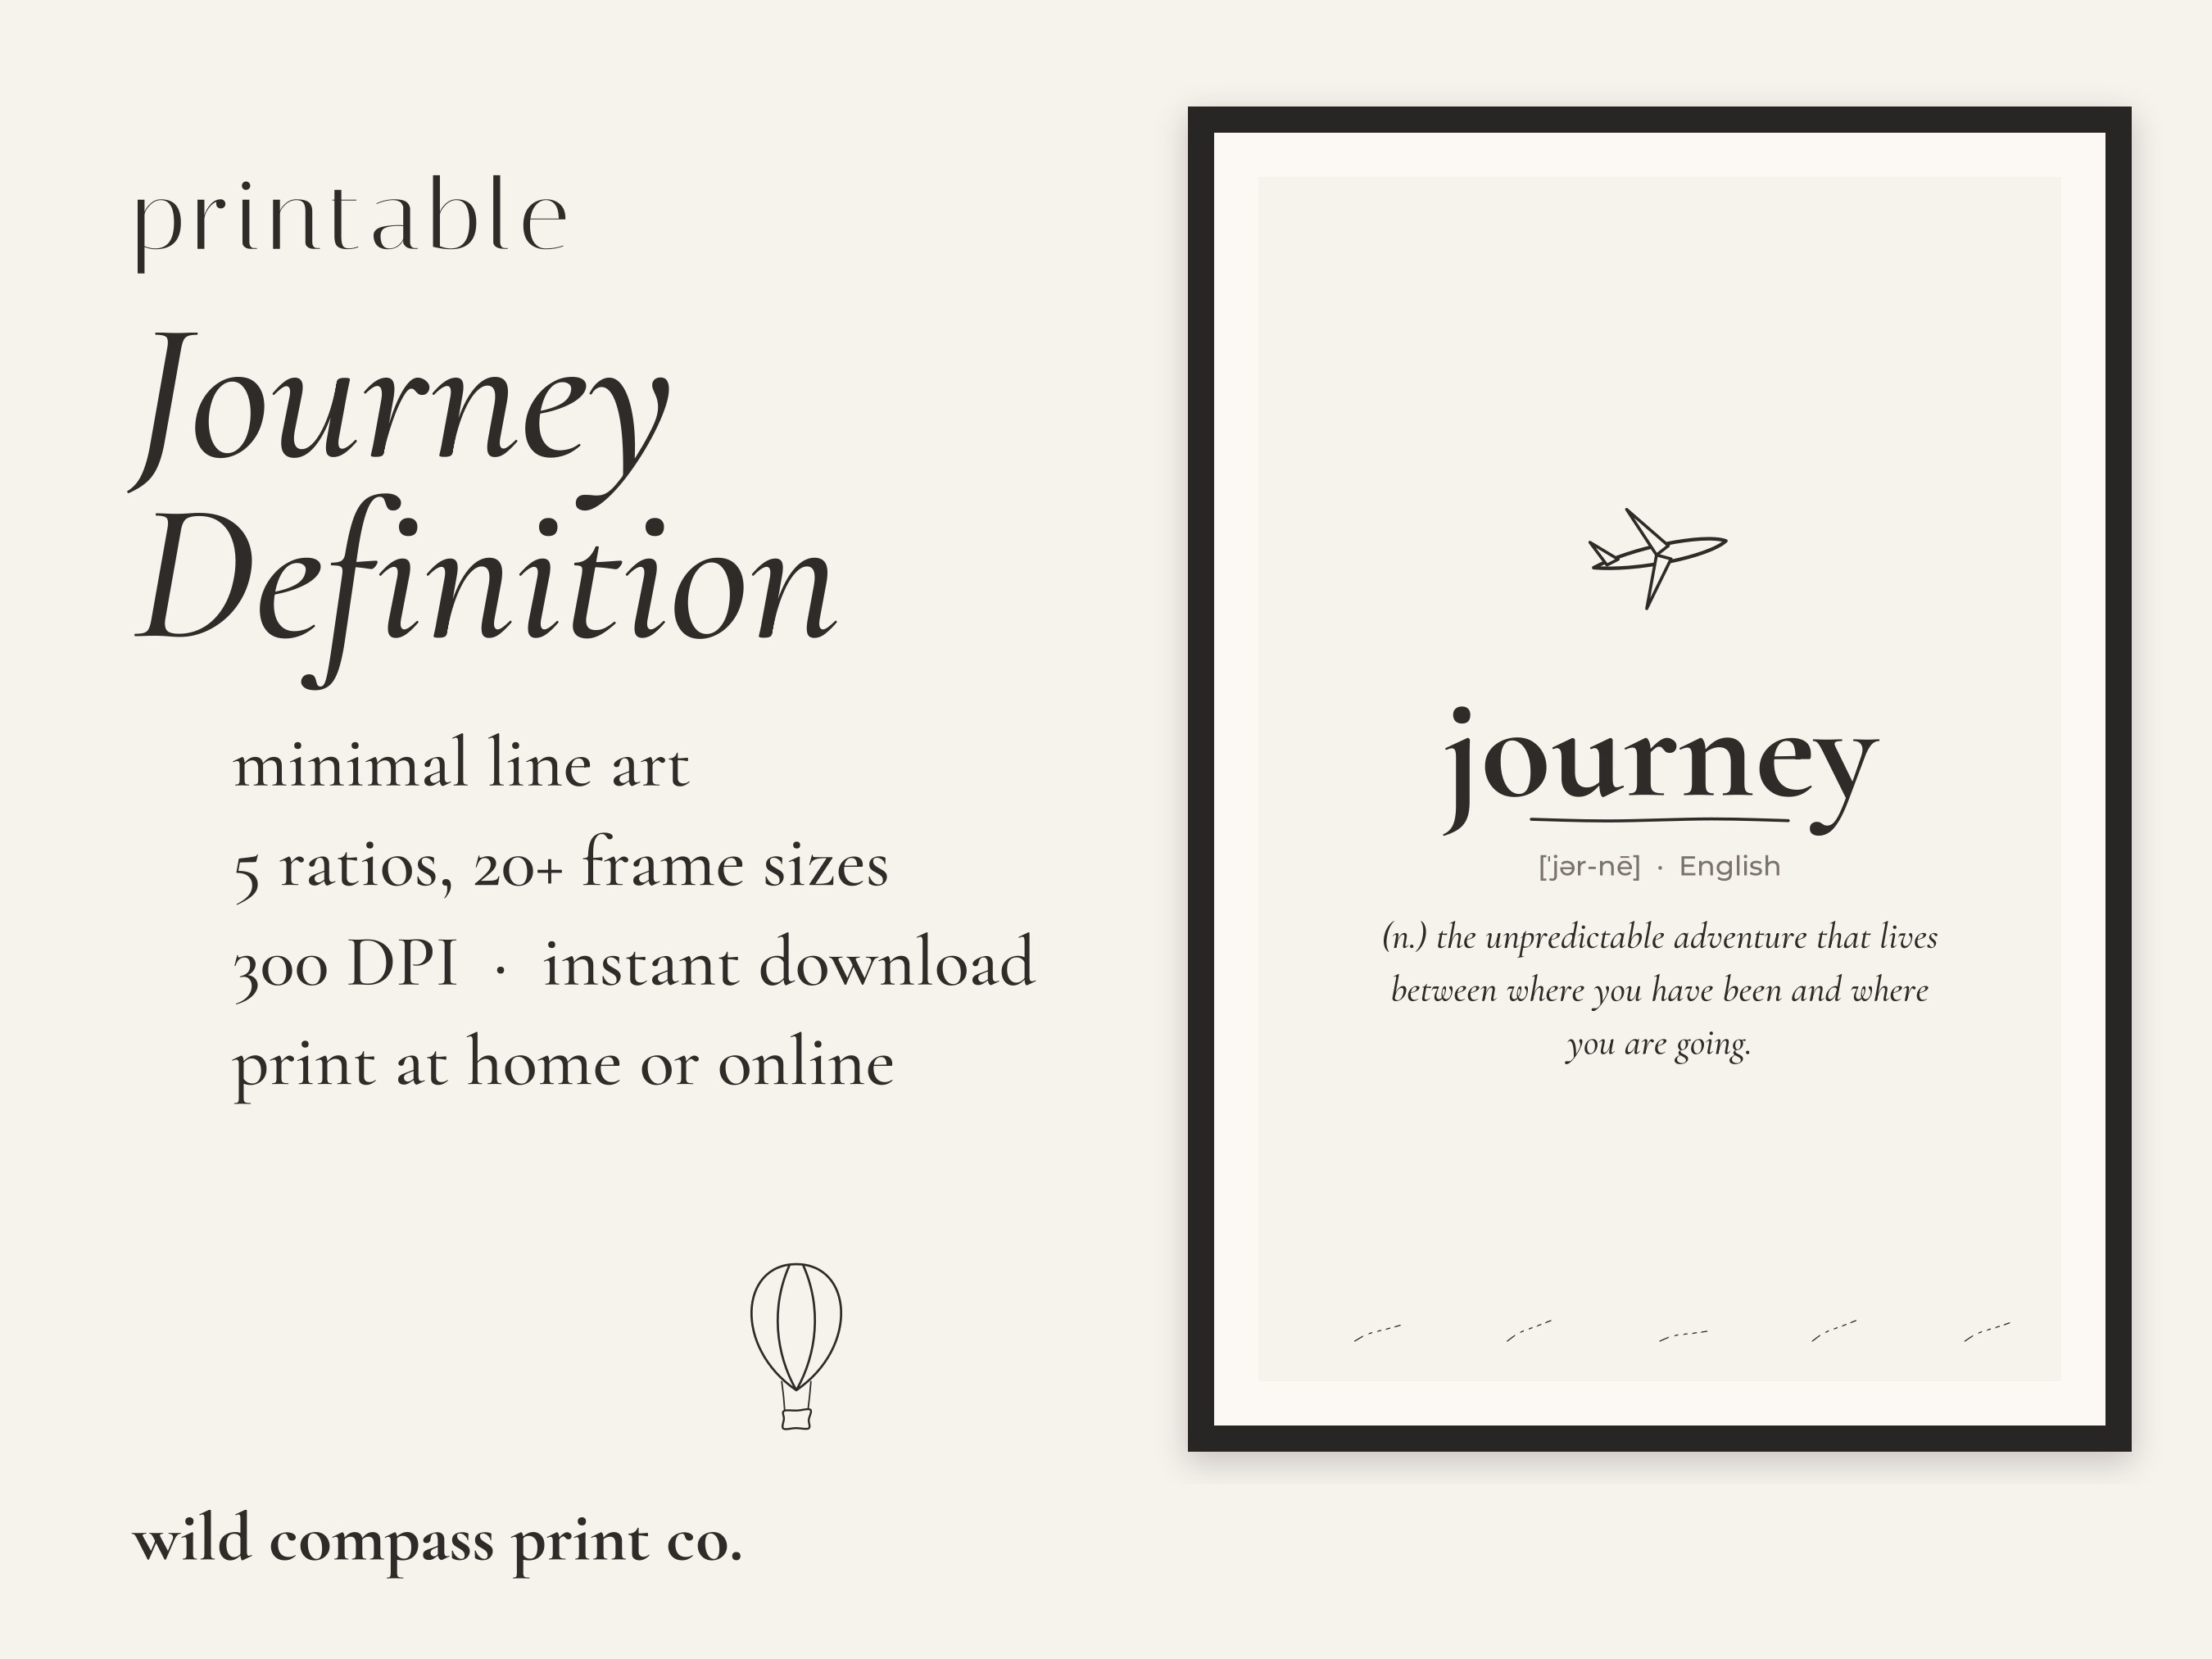 printable
Journey
Definition
minimal line art
5 ratios, 20+ frame sizes
300 DPI · instant download
print at home or online
wild compass print co.
journey
[ˈjər-nē] · English
(n.) the unpredictable adventure that lives
between where you have been and where
you are going.